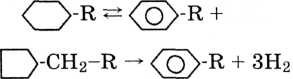 -R ⇄ -R +
-CH₂-R → -R + 3H₂